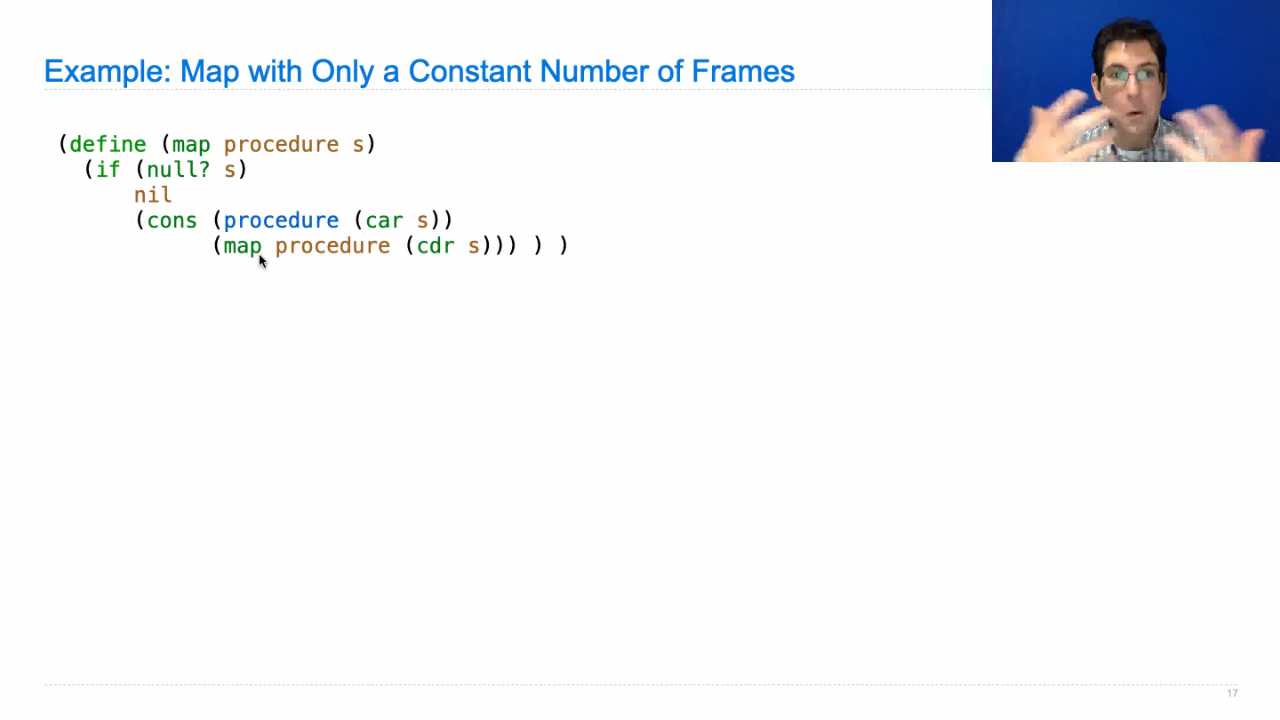 Example: Map with Only a Constant Number of Frames
(define (map procedure s)
(if (null? s)
nil
(cons (procedure (car s))
(map procedure (cdr s))) ) )
17